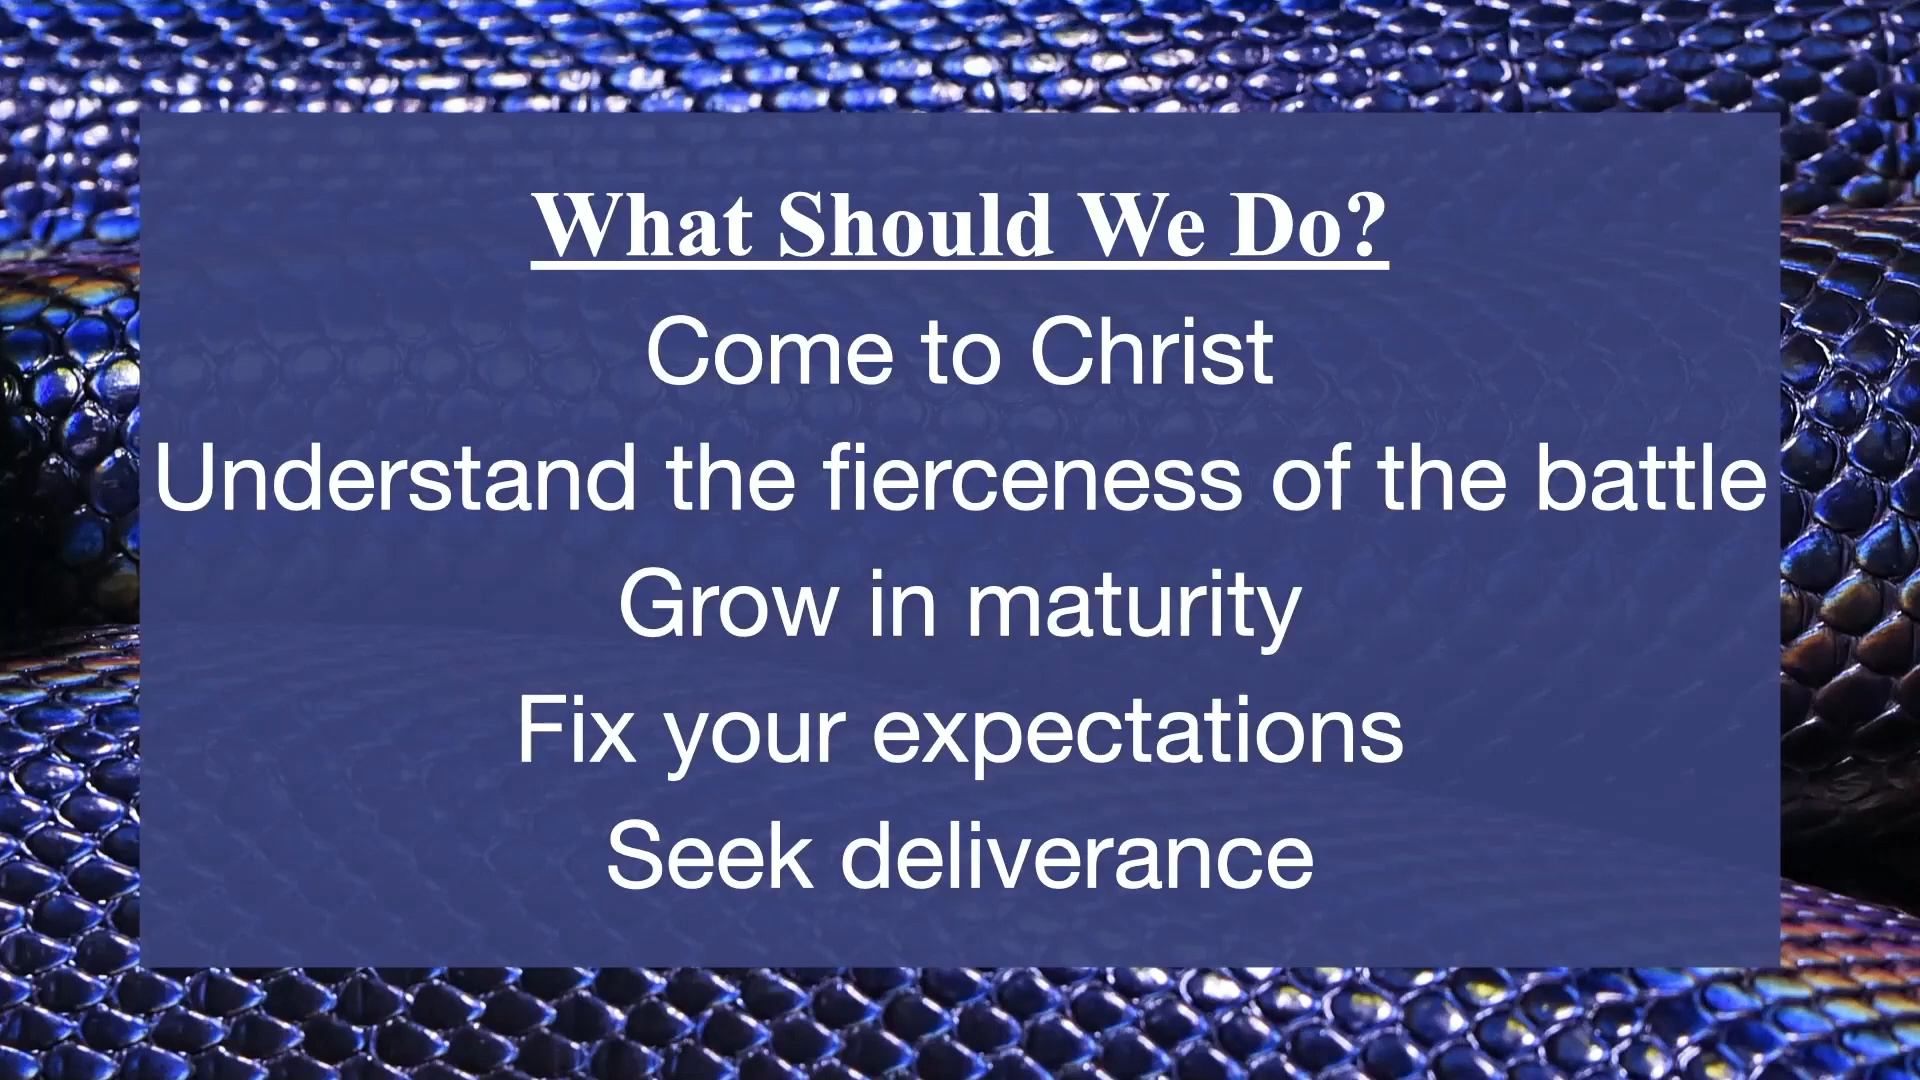 What Should We Do?
Come to Christ
Understand the fierceness of the battle
Grow in maturity
Fix your expectations
Seek deliverance